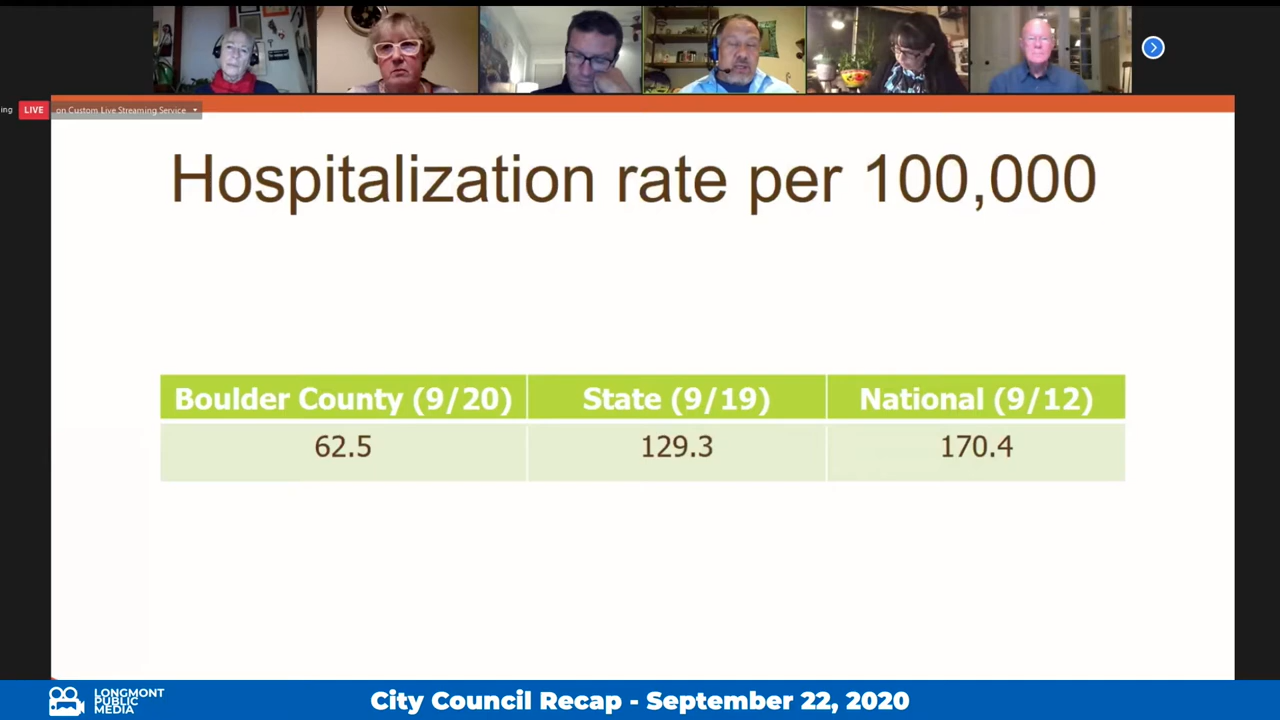 ing
LIVE
on Custom Live Streaming Service
Hospitalization rate per 100,000
Boulder County (9/20)
State (9/19)
National (9/12)
62.5
129.3
170.4
LONGMONT
PUBLIC
MEDIA
City Council Recap - September 22, 2020